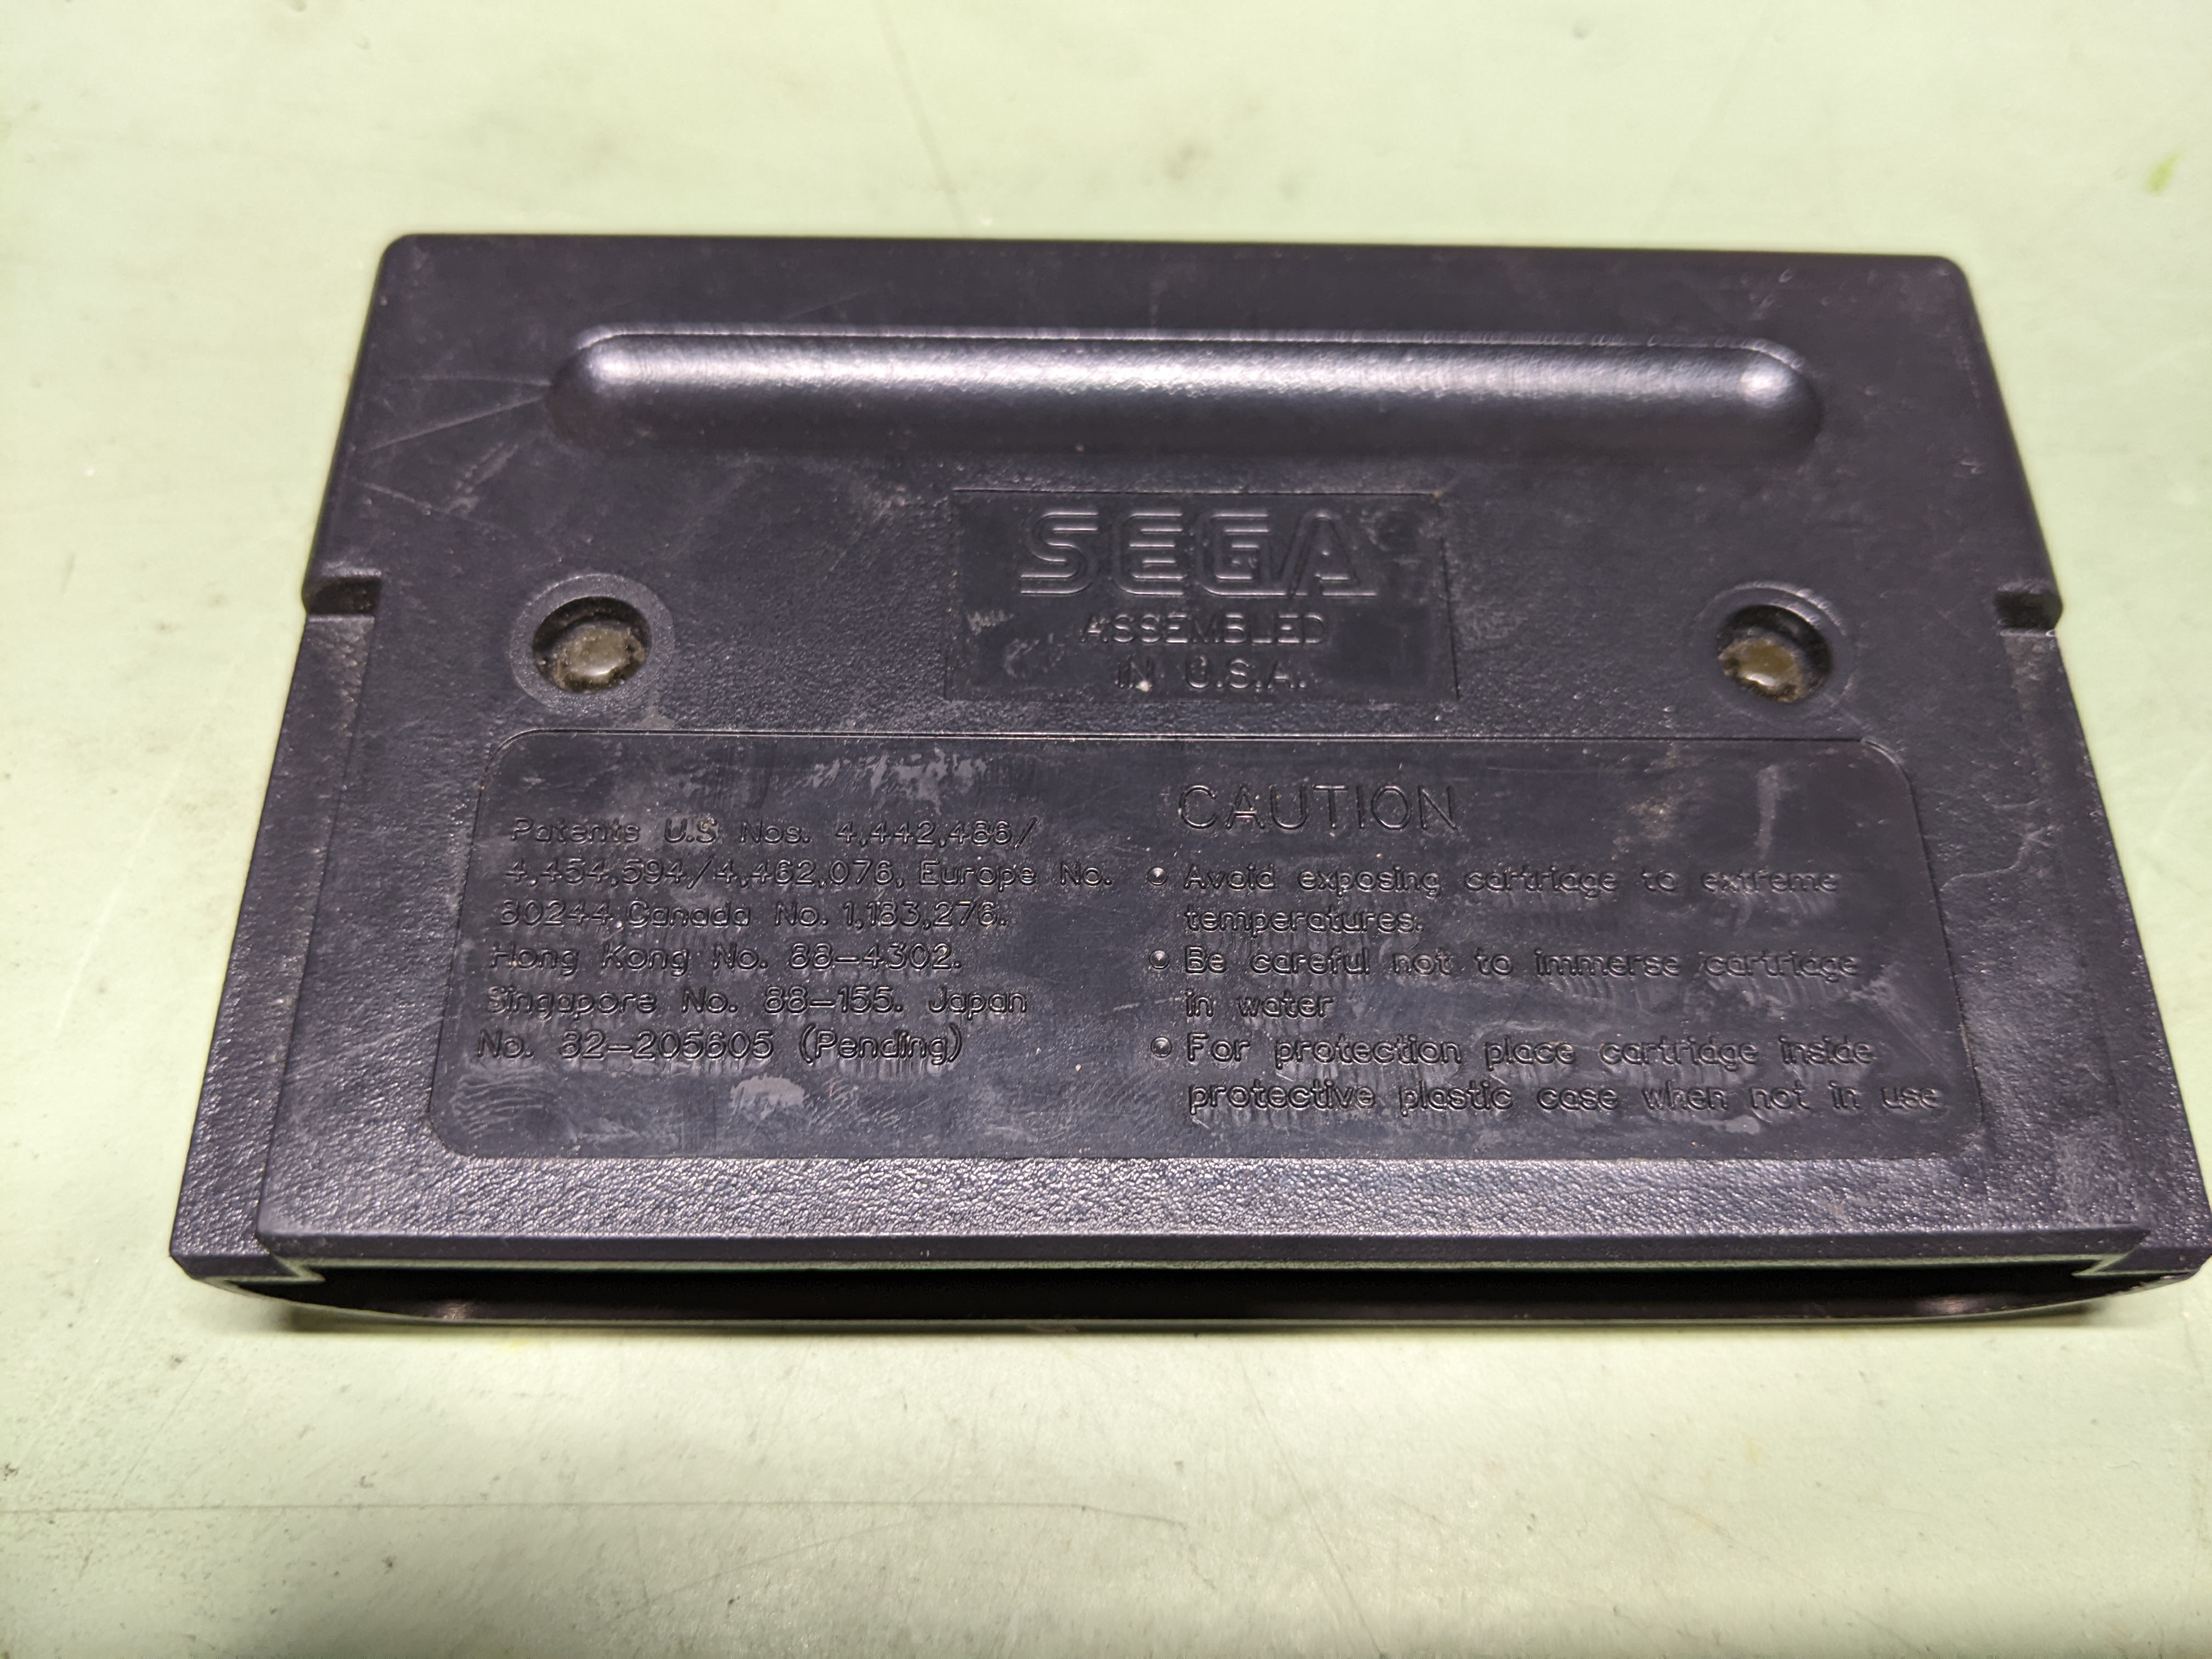 SEGA
ASSEMBLED
IN U.S.A.
Patents U.S Nos. 4,442,486/
4,454,594/4,462,076, Europe No.
80244, Canada No. 1,183,276.
Hong Kong No. 88-4302.
Singapore No. 88-155. Japan
No. 82-205605 (Pending)
CAUTION
• Avoid exposing cartridge to extreme
temperatures.
• Be careful not to immerse cartridge
in water
• For protection place cartridge inside
protective plastic case when not in use